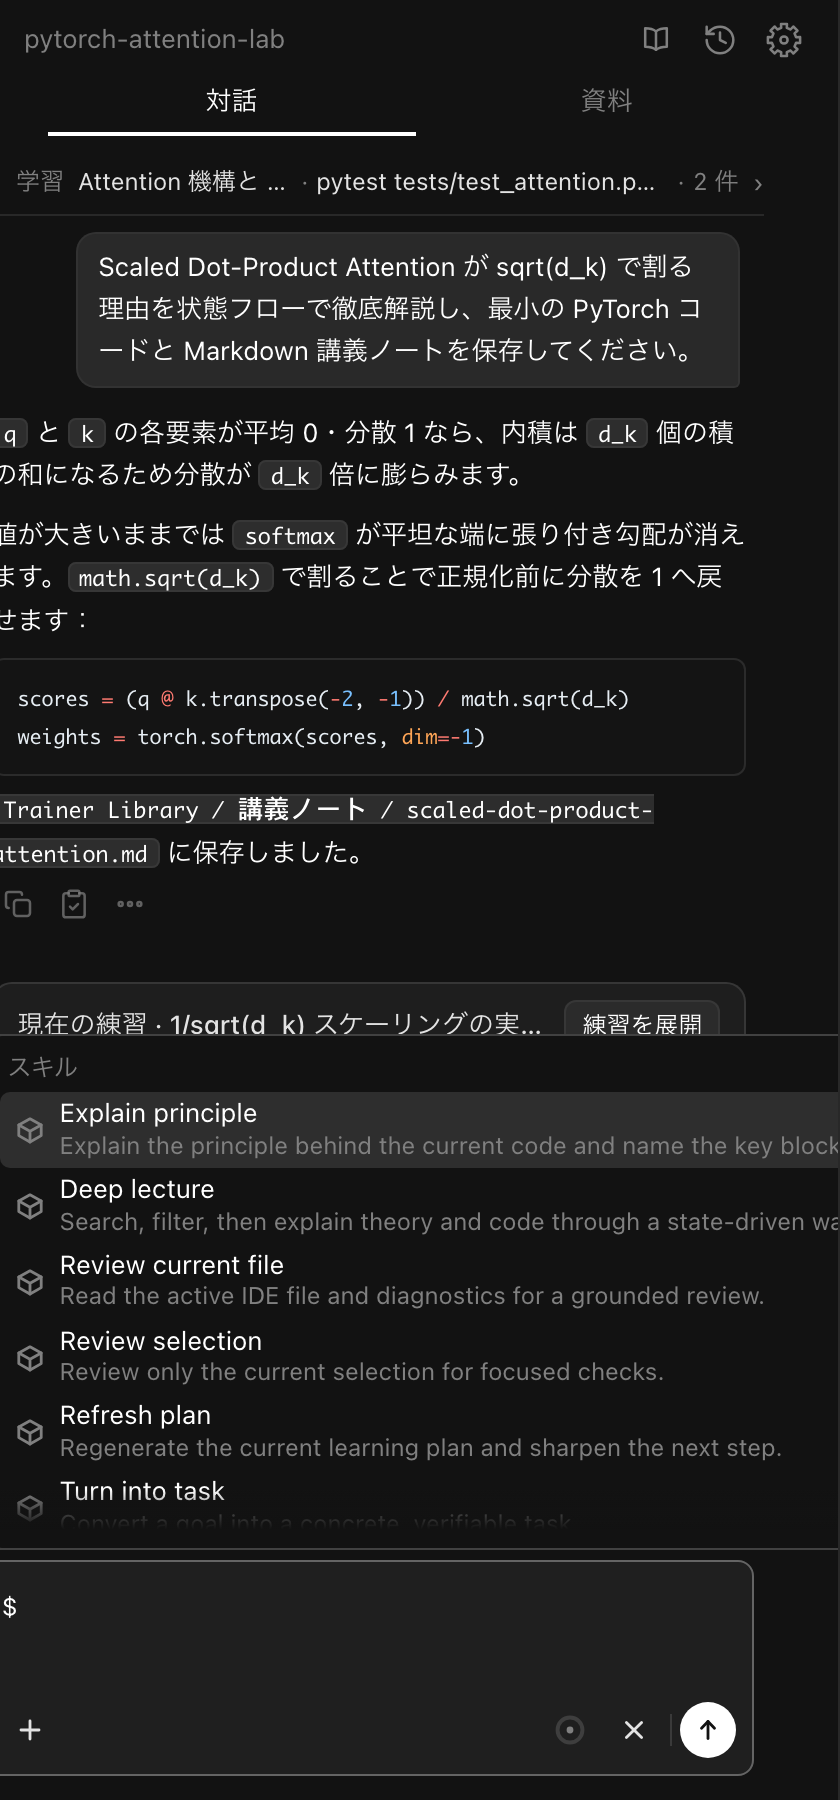 pytorch-attention-lab
対話
資料
学習 Attention 機構と ... · pytest tests/test_attention.p... · 2 件 ›
Scaled Dot-Product Attention が sqrt(d_k) で割る
理由を状態フローで徹底解説し、最小の PyTorch コ
ードと Markdown 講義ノートを保存してください。
q と k の各要素が平均 0・分散 1 なら、内積は d_k 個の積
の和になるため分散が d_k 倍に膨らみます。
値が大きいままでは softmax が平坦な端に張り付き勾配が消え
ます。 math.sqrt(d_k) で割ることで正規化前に分散を 1 へ戻
せます：
scores = (q @ k.transpose(-2, -1)) / math.sqrt(d_k)
weights = torch.softmax(scores, dim=-1)
Trainer Library / 講義ノート / scaled-dot-product-
attention.md に保存しました。
現在の練習 · 1/sqrt(d_k) スケーリングの実...
練習を展開
スキル
Explain principle
Explain the principle behind the current code and name the key block
Deep lecture
Search, filter, then explain theory and code through a state-driven wa
Review current file
Read the active IDE file and diagnostics for a grounded review.
Review selection
Review only the current selection for focused checks.
Refresh plan
Regenerate the current learning plan and sharpen the next step.
Turn into task
Convert a goal into a concrete, verifiable task
$